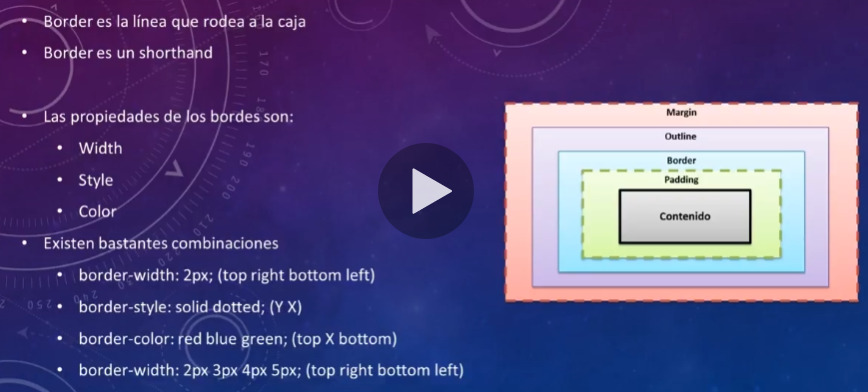 Border es la línea que rodea a la caja
Border es un shorthand
Las propiedades de los bordes son:
Width
Style
Color
Existen bastantes combinaciones
border-width: 2px; (top right bottom left)
border-style: solid dotted; (Y X)
border-color: red blue green; (top X bottom)
border-width: 2px 3px 4px 5px; (top right bottom left)
Margin
Outline
Border
Padding
Contenido
170
190
200